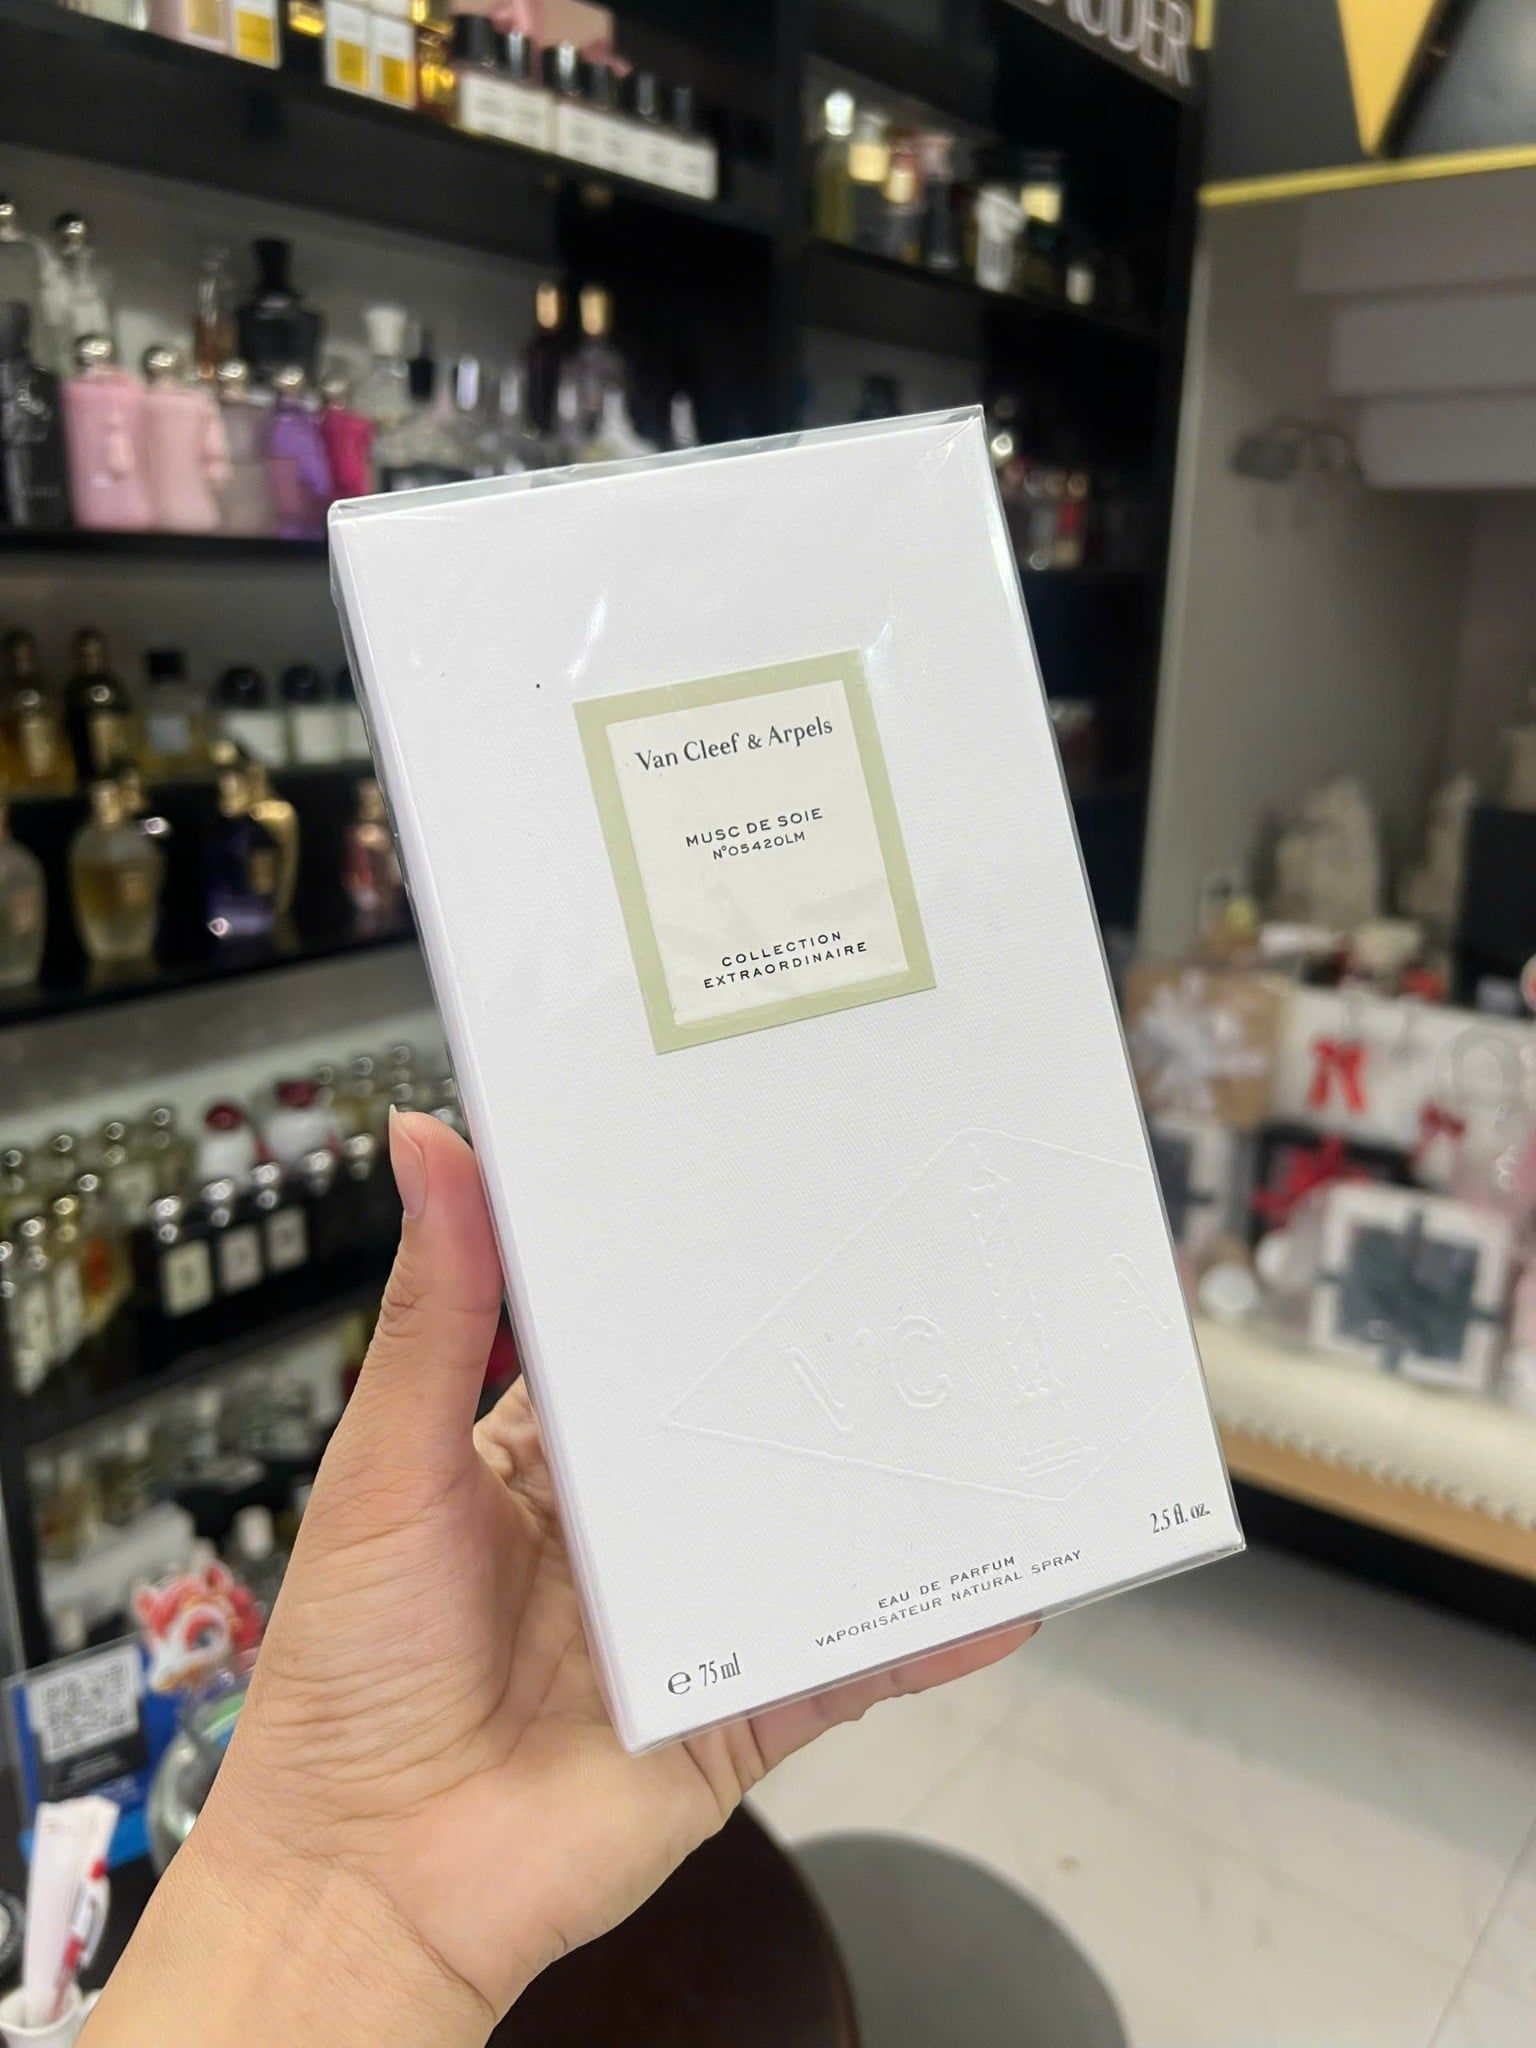 Van Cleef & Arpels
MUSC DE SOIE
N°05420LM
COLLECTION
EXTRAORDINAIRE
2.5 fl. oz.
EAU DE PARFUM
VAPORISATEUR NATURAL SPRAY
℮ 75 ml